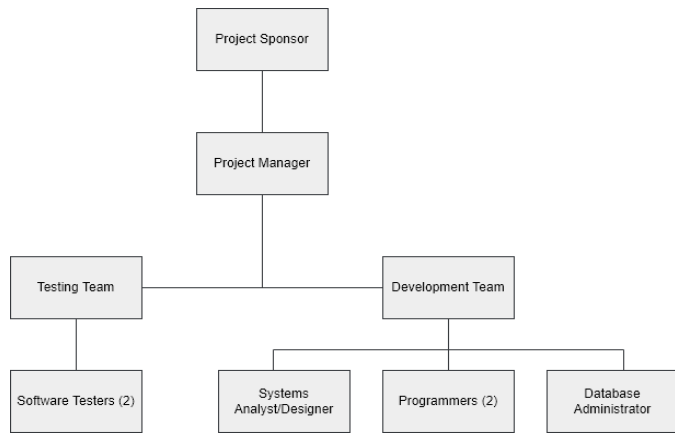 Project Sponsor
Project Manager
Testing Team
Development Team
Software Testers (2)
Systems
Analyst/Designer
Programmers (2)
Database
Administrator